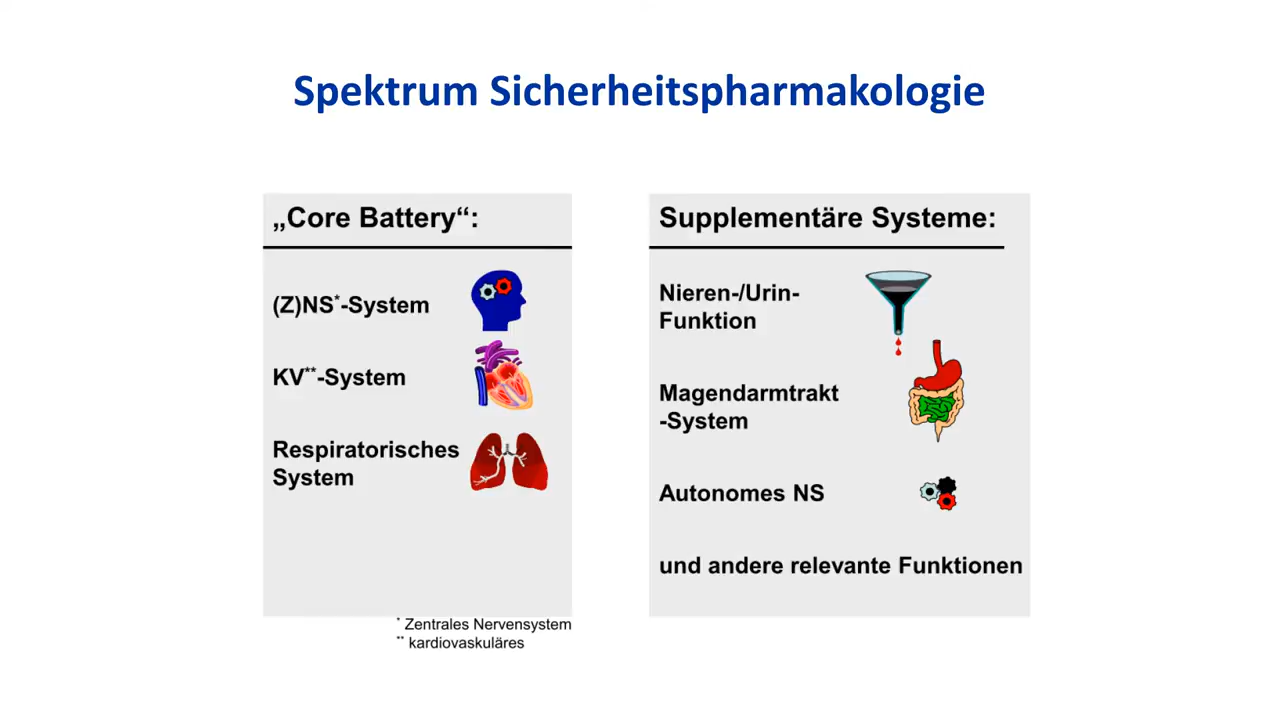 Spektrum Sicherheitspharmakologie
„Core Battery“:
(Z)NS*-System
KV**-System
Respiratorisches
System
* Zentrales Nervensystem
** kardiovaskuläres
Supplementäre Systeme:
Nieren-/Urin-
Funktion
Magendarmtrakt
-System
Autonomes NS
und andere relevante Funktionen